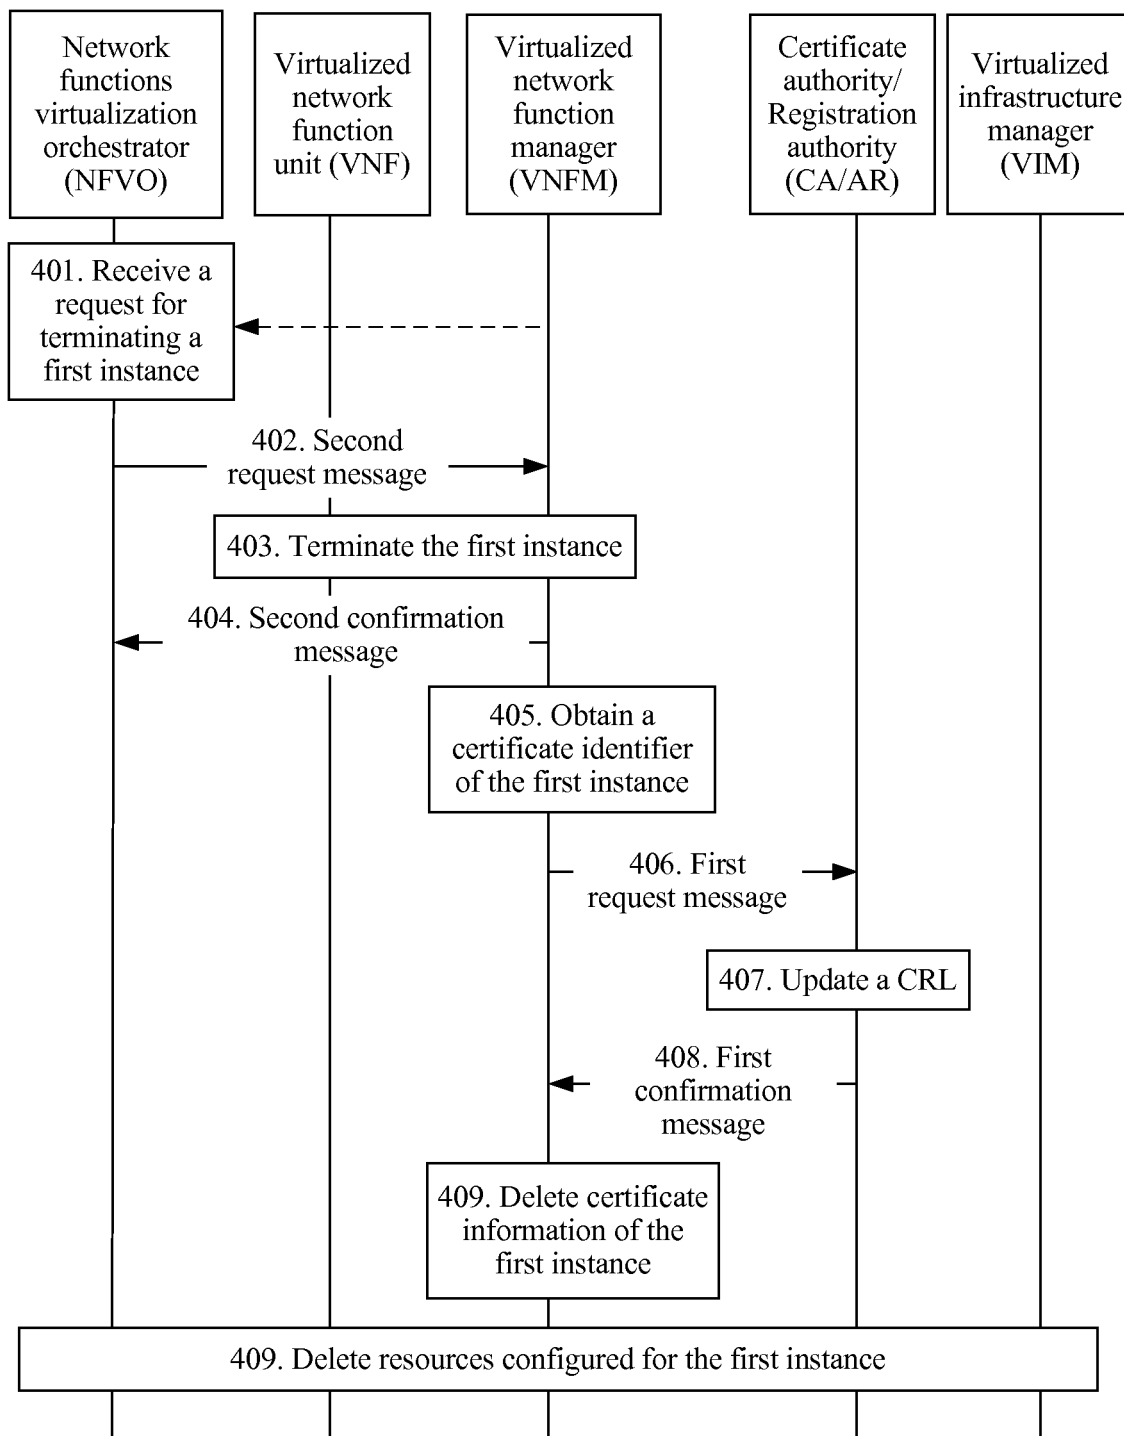 Network
functions
virtualization
orchestrator
(NFVO)
Virtualized
network
function
unit (VNF)
Virtualized
network
function
manager
(VNFM)
Certificate
authority/
Registration
authority
(CA/AR)
Virtualized
infrastructure
manager
(VIM)
401. Receive a
request for
terminating a
first instance
402. Second
request message
403. Terminate the first instance
404. Second confirmation
message
405. Obtain a
certificate identifier
of the first instance
406. First
request message
407. Update a CRL
408. First
confirmation
message
409. Delete certificate
information of the
first instance
409. Delete resources configured for the first instance